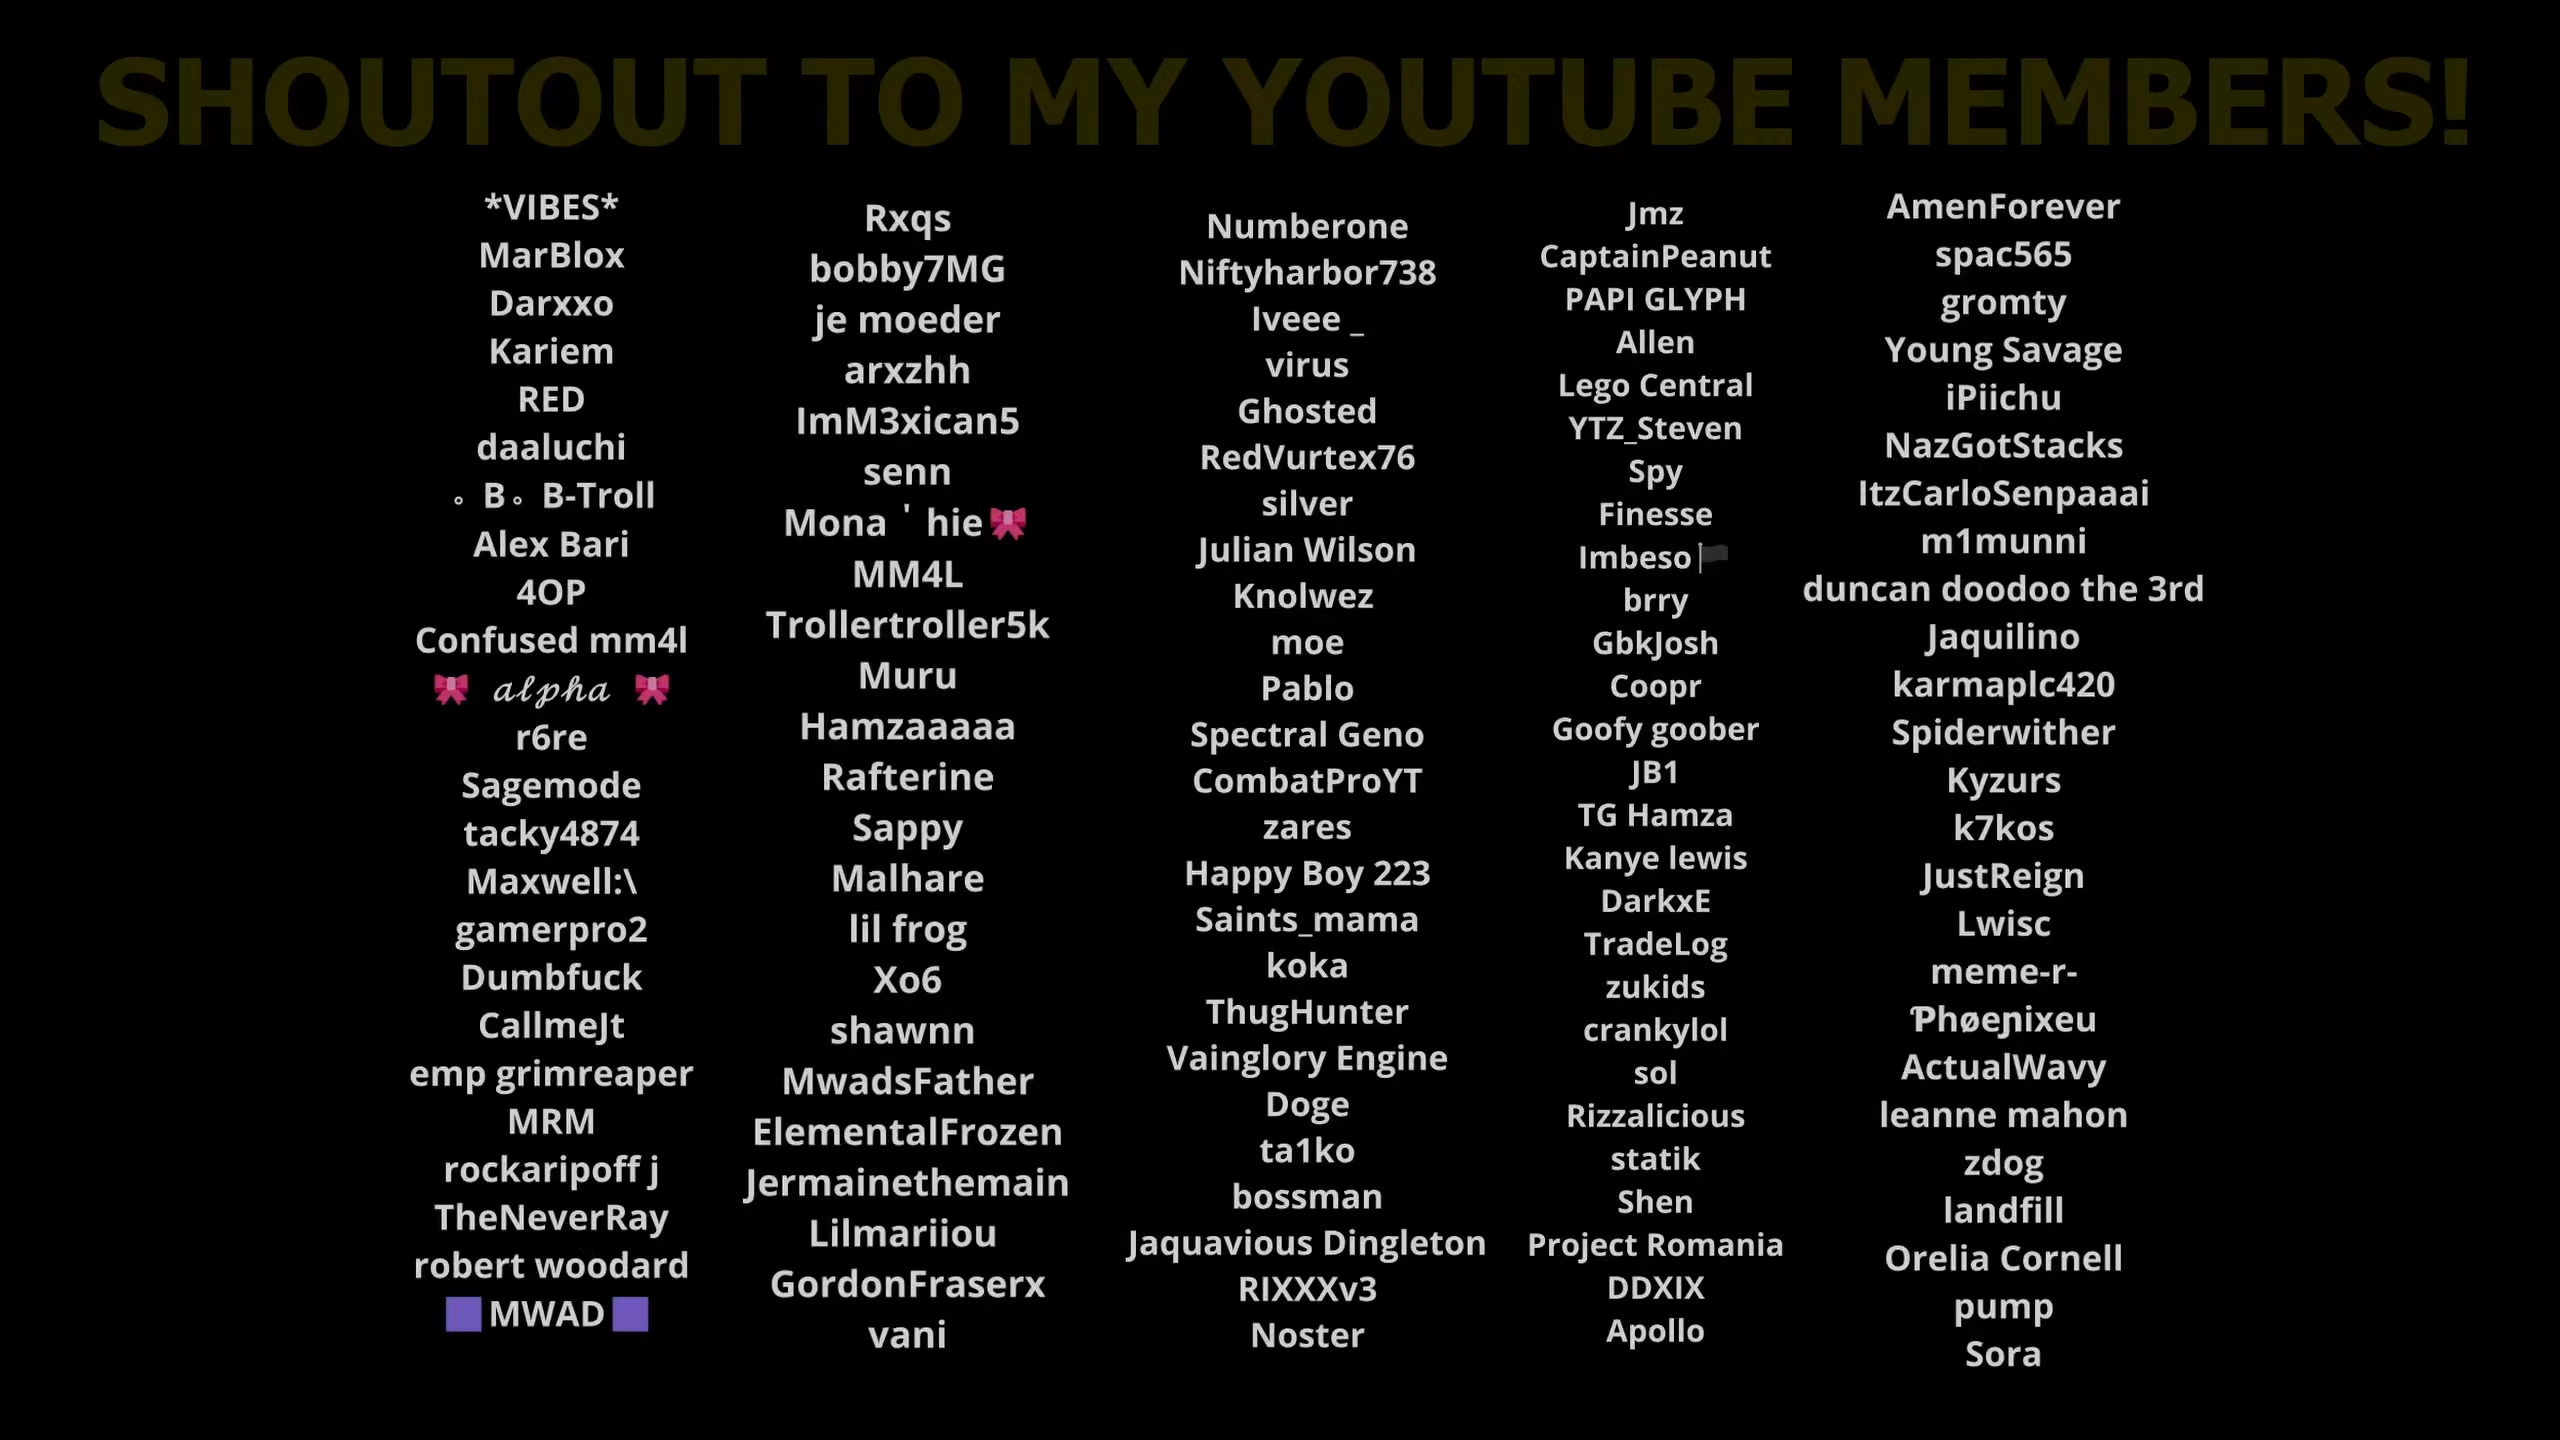 SHOUTOUT TO MY YOUTUBE MEMBERS!
*VIBES*
MarBlox
Darxxo
Kariem
RED
daaluchi
。B。B-Troll
Alex Bari
4OP
Confused mm4l
🎀 𝒶𝓁𝓅𝒽𝒶 🎀
r6re
Sagemode
tacky4874
Maxwell:\
gamerpro2
Dumbfuck
CallmeJt
emp grimreaper
MRM
rockaripoff j
TheNeverRay
robert woodard
🟪MWAD🟪
Rxqs
bobby7MG
je moeder
arxzhh
ImM3xican5
senn
Mona ' hie🎀
MM4L
Trollertroller5k
Muru
Hamzaaaaa
Rafterine
Sappy
Malhare
lil frog
Xo6
shawnn
MwadsFather
ElementalFrozen
Jermainethemain
Lilmariiou
GordonFraserx
vani
Numberone
Niftyharbor738
Iveee _
virus
Ghosted
RedVurtex76
silver
Julian Wilson
Knolwez
moe
Pablo
Spectral Geno
CombatProYT
zares
Happy Boy 223
Saints_mama
koka
ThugHunter
Vainglory Engine
Doge
ta1ko
bossman
Jaquavious Dingleton
RIXXXv3
Noster
Jmz
CaptainPeanut
PAPI GLYPH
Allen
Lego Central
YTZ_Steven
Spy
Finesse
Imbeso🏴
brry
GbkJosh
Coopr
Goofy goober
JB1
TG Hamza
Kanye lewis
DarkxE
TradeLog
zukids
crankylol
sol
Rizzalicious
statik
Shen
Project Romania
DDXIX
Apollo
AmenForever
spac565
gromty
Young Savage
iPiichu
NazGotStacks
ItzCarloSenpaaai
m1munni
duncan doodoo the 3rd
Jaquilino
karmaplc420
Spiderwither
Kyzurs
k7kos
JustReign
Lwisc
meme-r-
Ƥhøeɲixeu
ActualWavy
leanne mahon
zdog
landfill
Orelia Cornell
pump
Sora